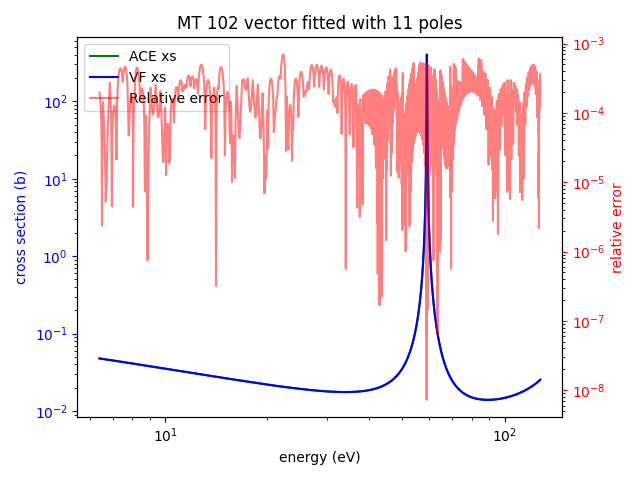 MT 102 vector fitted with 11 poles
ACE xs
VF xs
Relative error
cross section (b)
10²
10¹
10⁰
10⁻¹
10⁻²
10⁻³
10⁻⁴
10⁻⁵
10⁻⁶
10⁻⁷
10⁻⁸
relative error
10¹
10²
energy (eV)